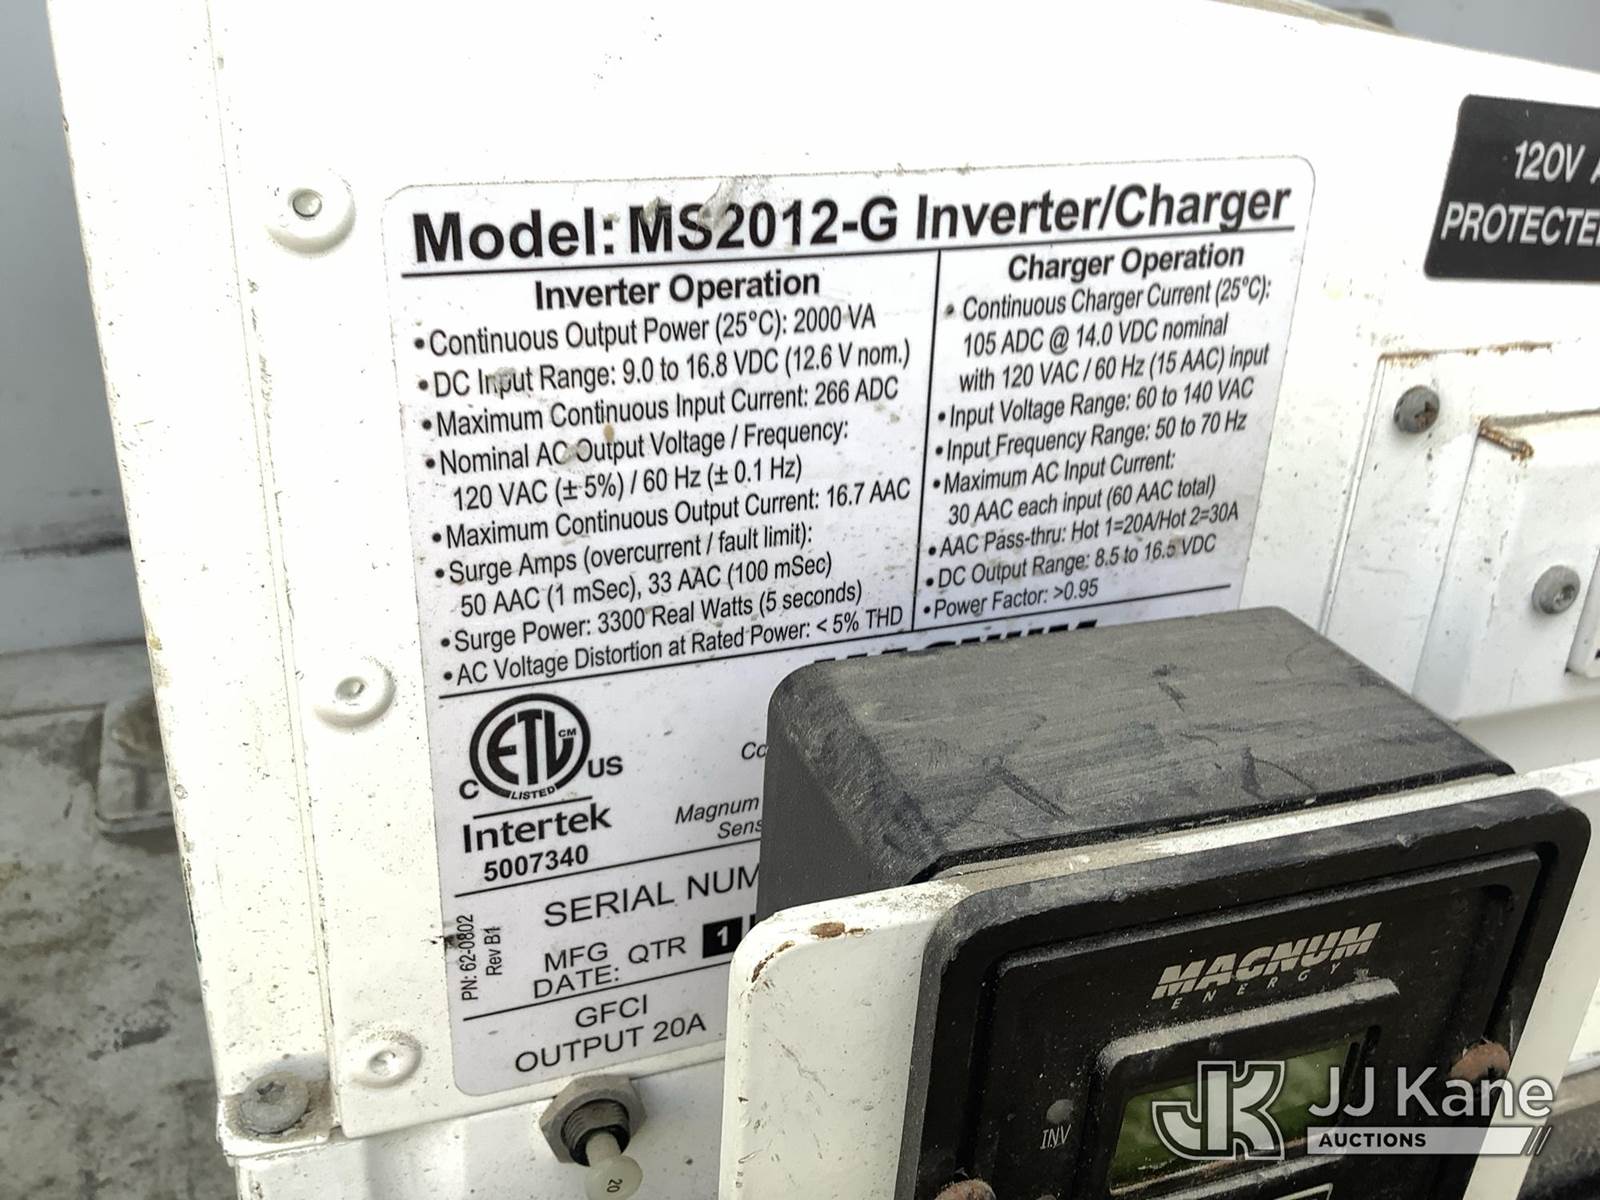 Model: MS2012-G Inverter/Charger
Inverter Operation
•Continuous Output Power (25°C): 2000 VA
•DC Input Range: 9.0 to 16.8 VDC (12.6 V nom.)
•Maximum Continuous Input Current: 266 ADC
•Nominal AC Output Voltage / Frequency:
120 VAC (± 5%) / 60 Hz (± 0.1 Hz)
•Maximum Continuous Output Current: 16.7 AAC
•Surge Amps (overcurrent / fault limit):
50 AAC (1 mSec), 33 AAC (100 mSec)
•Surge Power: 3300 Real Watts (5 seconds)
•AC Voltage Distortion at Rated Power: < 5% THD
Charger Operation
•Continuous Charger Current (25°C):
105 ADC @ 14.0 VDC nominal
with 120 VAC / 60 Hz (15 AAC) input
•Input Voltage Range: 60 to 140 VAC
•Input Frequency Range: 50 to 70 Hz
•Maximum AC Input Current:
30 AAC each input (60 AAC total)
•AAC Pass-thru: Hot 1=20A/Hot 2=30A
•DC Output Range: 8.5 to 16.5 VDC
•Power Factor: >0.95
ETL CM
LISTED
C US
Intertek
5007340
Magnum
SERIAL NUM
MFG
DATE: QTR 1
PN: 62-0802
Rev B1
GFCI
OUTPUT 20A
20
120V
PROTECTE
MAGNUM
ENERGY
INV
JK JJ Kane
AUCTIONS